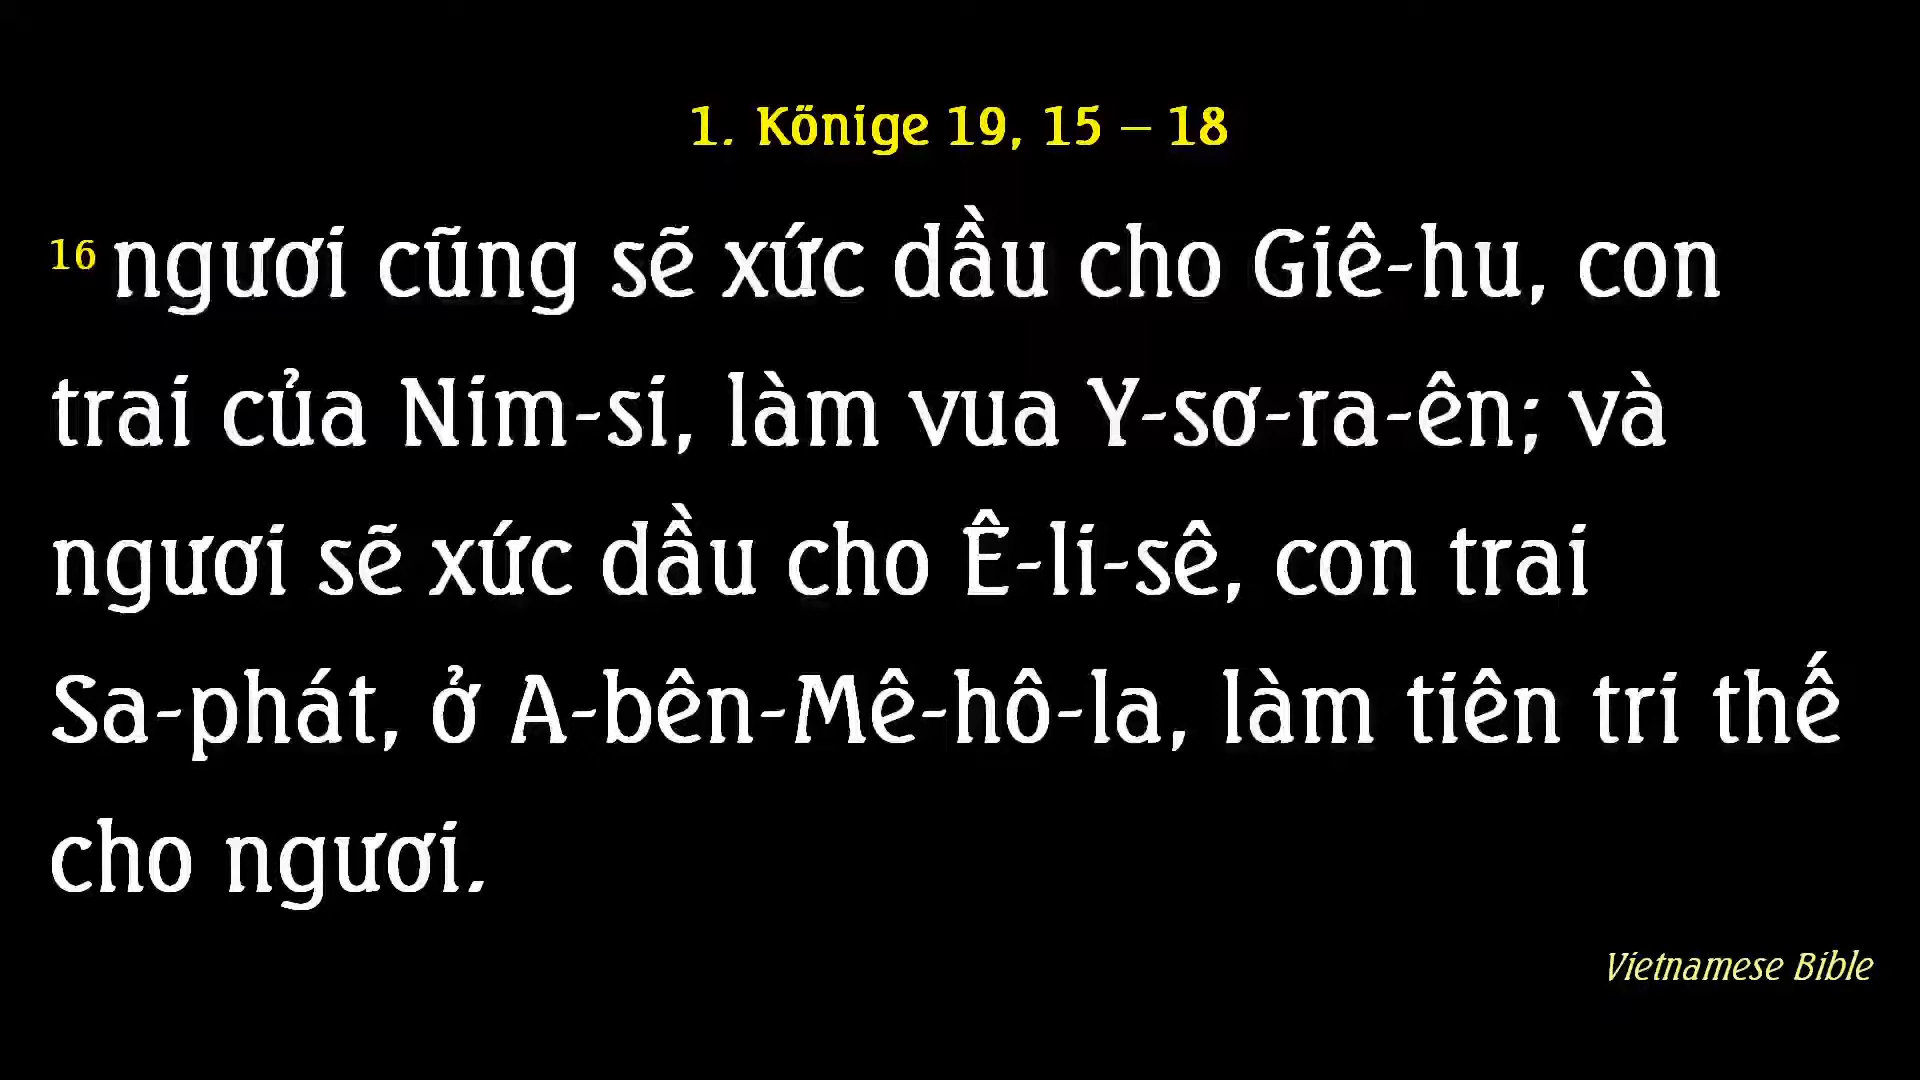 1. Könige 19, 15 – 18
16 ngươi cũng sẽ xức dầu cho Giê-hu, con
trai của Nim-si, làm vua Y-sơ-ra-ên; và
ngươi sẽ xức dầu cho Ê-li-sê, con trai
Sa-phát, ở A-bên-Mê-hô-la, làm tiên tri thế
cho ngươi.
Vietnamese Bible